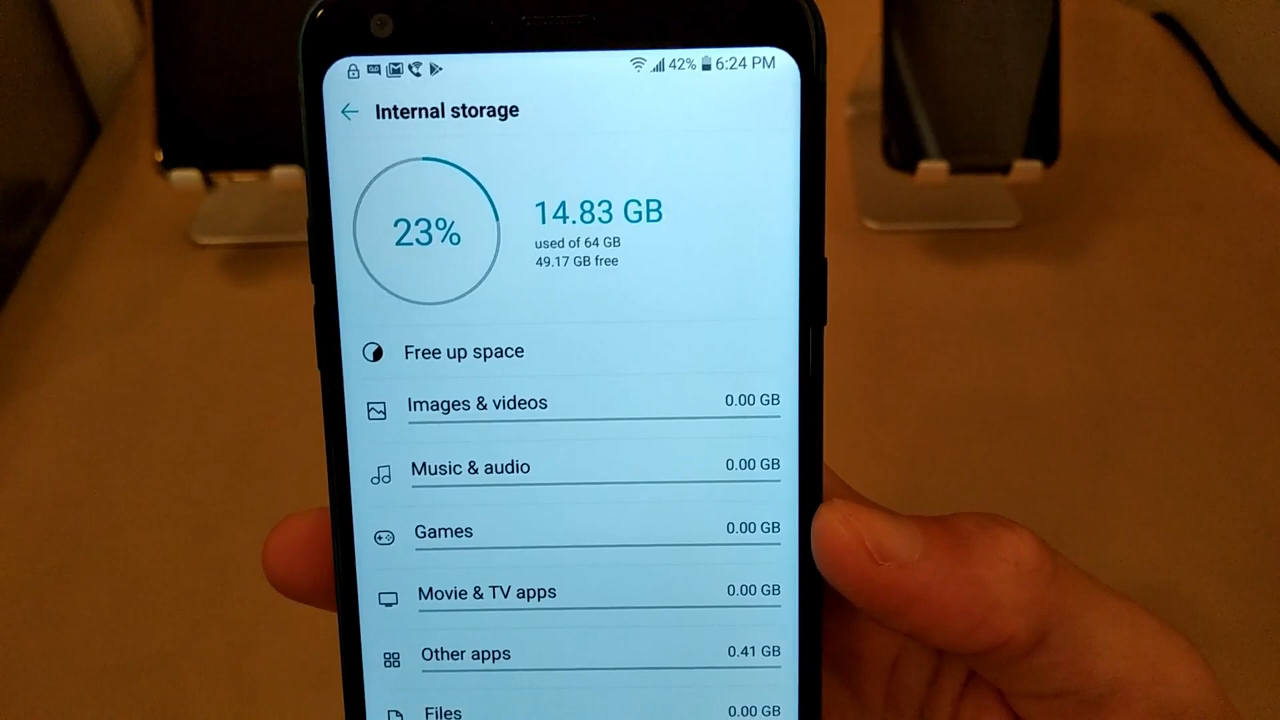 42% 6:24 PM
Internal storage
23%
14.83 GB
used of 64 GB
49.17 GB free
Free up space
Images & videos 0.00 GB
Music & audio 0.00 GB
Games 0.00 GB
Movie & TV apps 0.00 GB
Other apps 0.41 GB
Files 0.00 GB